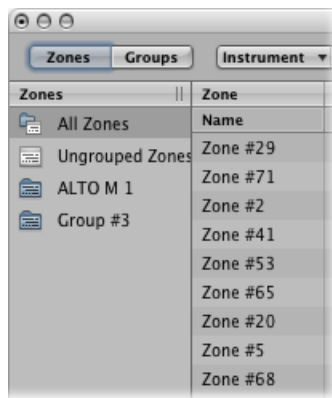 Zones Groups Instrument
Zones
All Zones
Ungrouped Zones
ALTO M 1
Group #3
Zone
Name
Zone #29
Zone #71
Zone #2
Zone #41
Zone #53
Zone #65
Zone #20
Zone #5
Zone #68